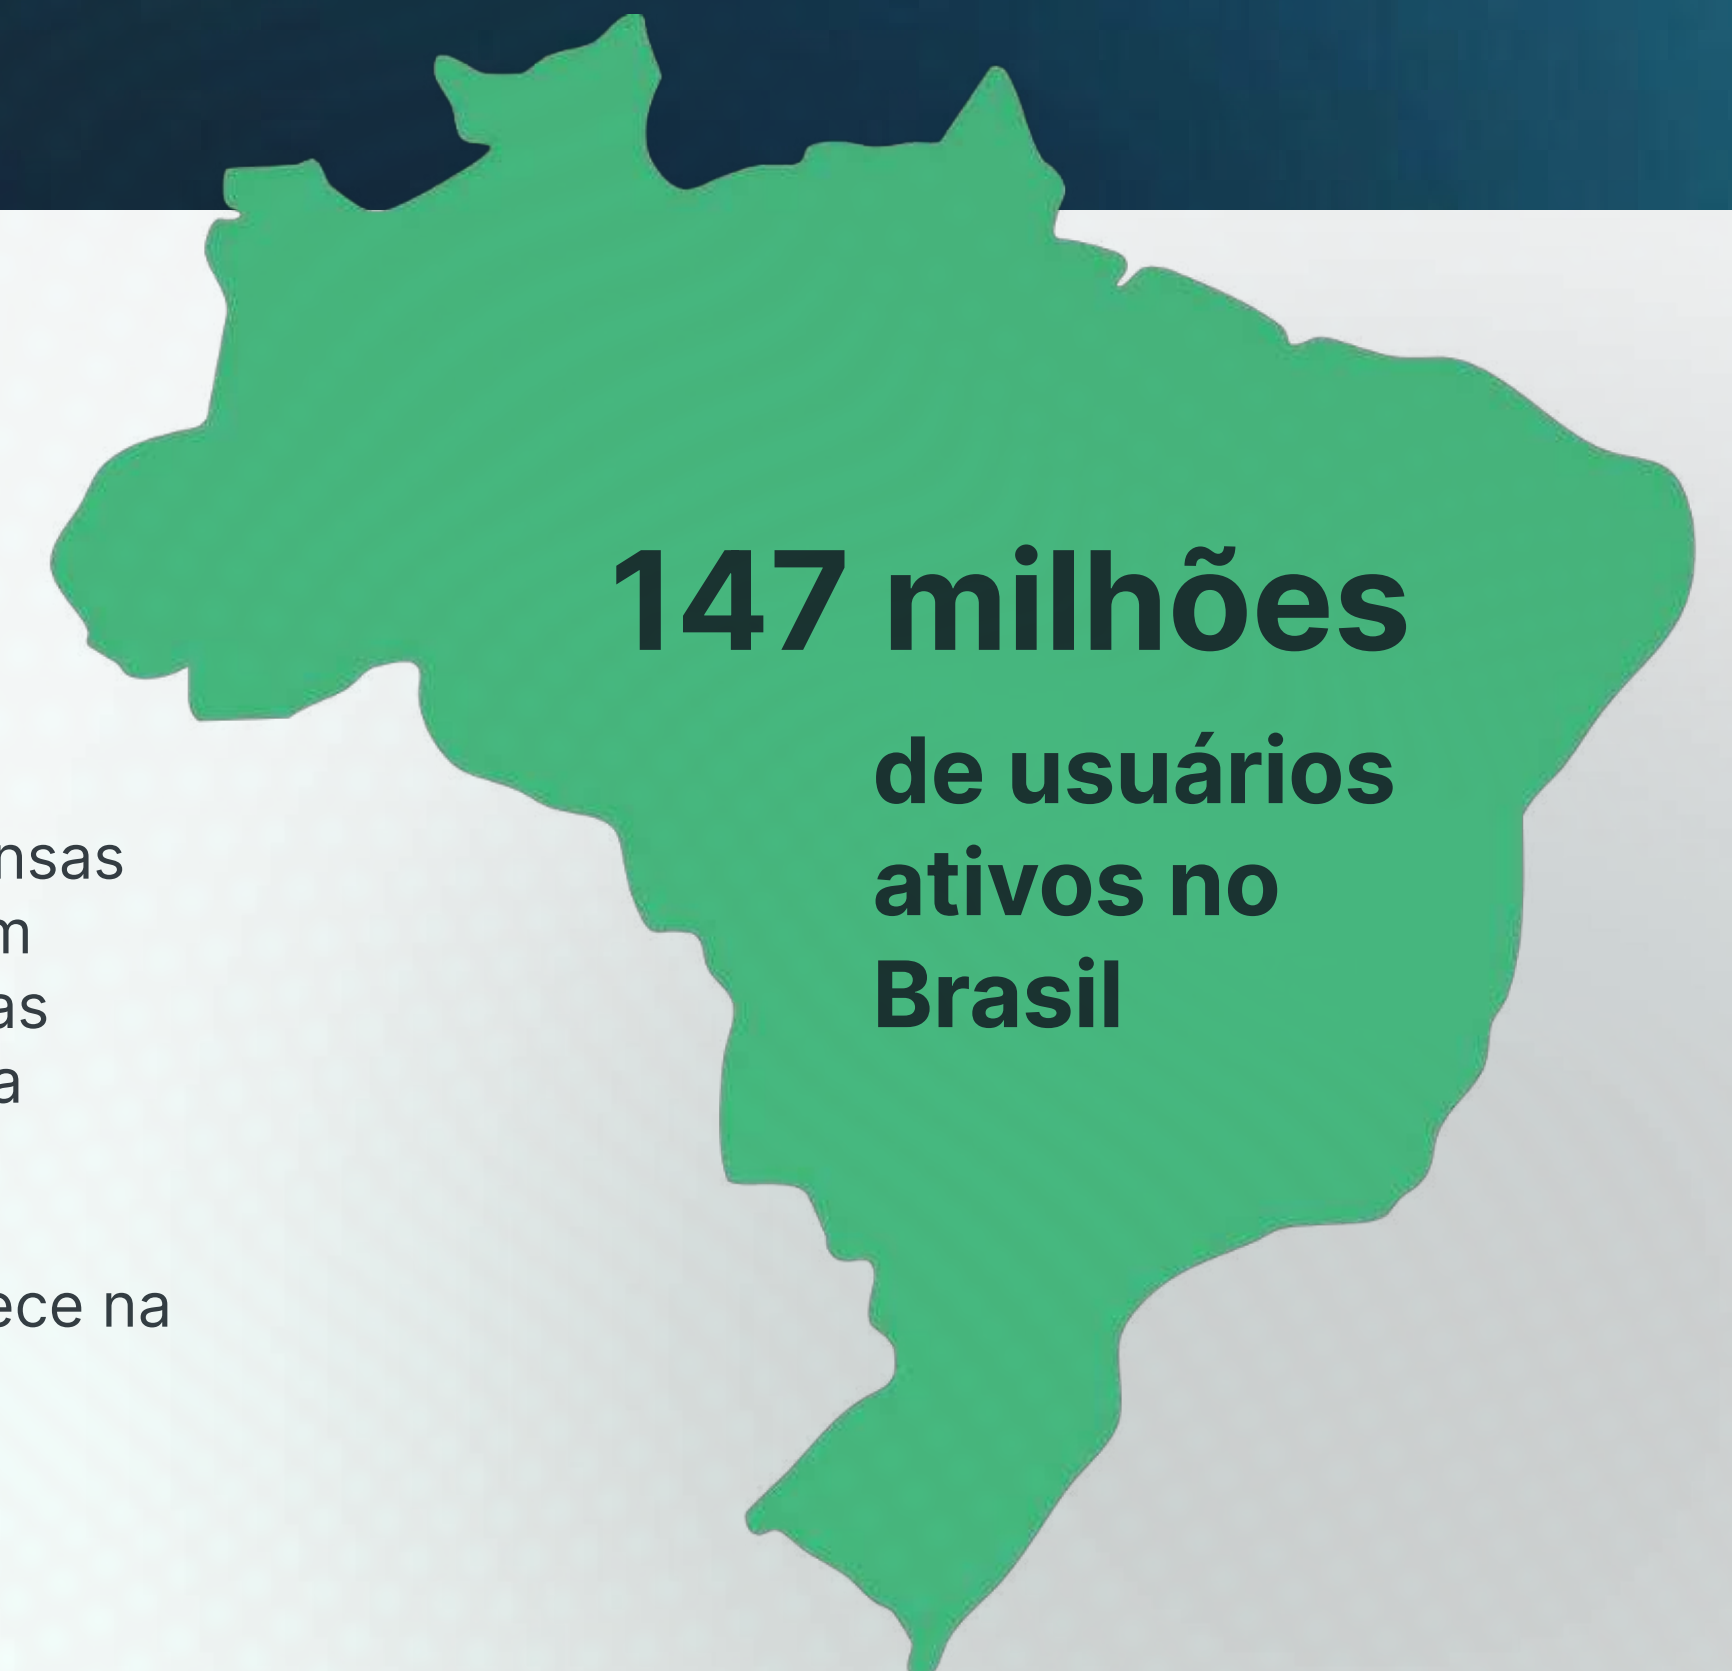 147 milhões
de usuários
ativos no
Brasil
nsas
m
as
a
ece na